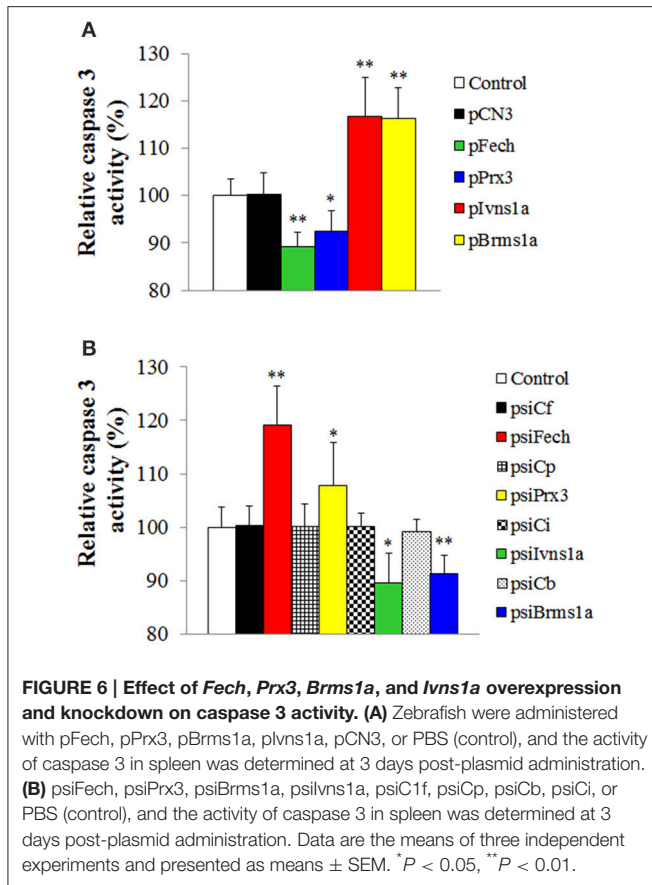 A
Relative caspase 3
activity (%)
130
120
110
100
90
80
**
*
**
**
Control
pCN3
pFech
pPrx3
pIvns1a
pBrms1a
B
Relative caspase 3
activity (%)
130
120
110
100
90
80
**
*
*
**
Control
psiCf
psiFech
psiCp
psiPrx3
psiCi
psiIvns1a
psiCb
psiBrms1a
FIGURE 6 | Effect of Fech, Prx3, Brms1a, and Ivns1a overexpression
and knockdown on caspase 3 activity. (A) Zebrafish were administered
with pFech, pPrx3, pBrms1a, pIvns1a, pCN3, or PBS (control), and the activity
of caspase 3 in spleen was determined at 3 days post-plasmid administration.
(B) psiFech, psiPrx3, psiBrms1a, psiIvns1a, psiC1f, psiCp, psiCb, psiCi, or
PBS (control), and the activity of caspase 3 in spleen was determined at 3
days post-plasmid administration. Data are the means of three independent
experiments and presented as means ± SEM. *P < 0.05, **P < 0.01.